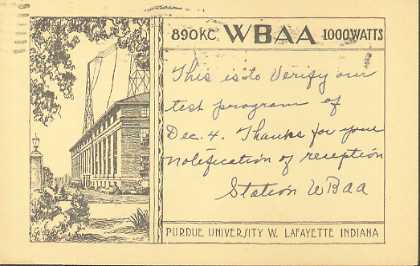 890KC. WBAA 1000WATTS
This is to Verify our
test program of
Dec. 4. Thanks for your
notification of reception
Station WBaa
PURDUE UNIVERSITY W. LAFAYETTE INDIANA